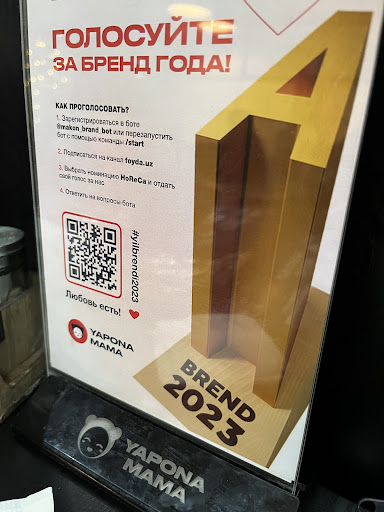 ГОЛОСУЙТЕ
ЗА БРЕНД ГОДА!
КАК ПРОГОЛОСОВАТЬ?
1. Зарегистрироваться в боте
@makon_brand_bot или перезапустить
бот с помощью команды /start
2. Подписаться на канал foyda.uz
3. Выбрать номинацию HoReCa и отдать
свой голос за нас
4. Ответить на вопросы бота
#yilbrendi2023
Любовь есть!
YAPONA
MAMA
BREND
2023
YAPONA
MAMA